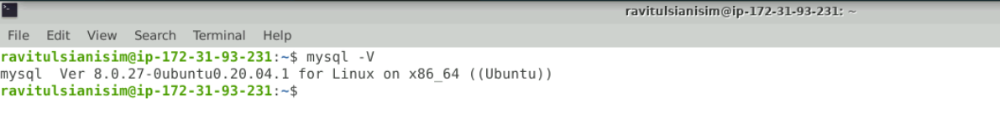 ravitulsianisim@ip-172-31-93-231: ~
File Edit View Search Terminal Help
ravitulsianisim@ip-172-31-93-231:~$ mysql -V
mysql  Ver 8.0.27-0ubuntu0.20.04.1 for Linux on x86_64 ((Ubuntu))
ravitulsianisim@ip-172-31-93-231:~$